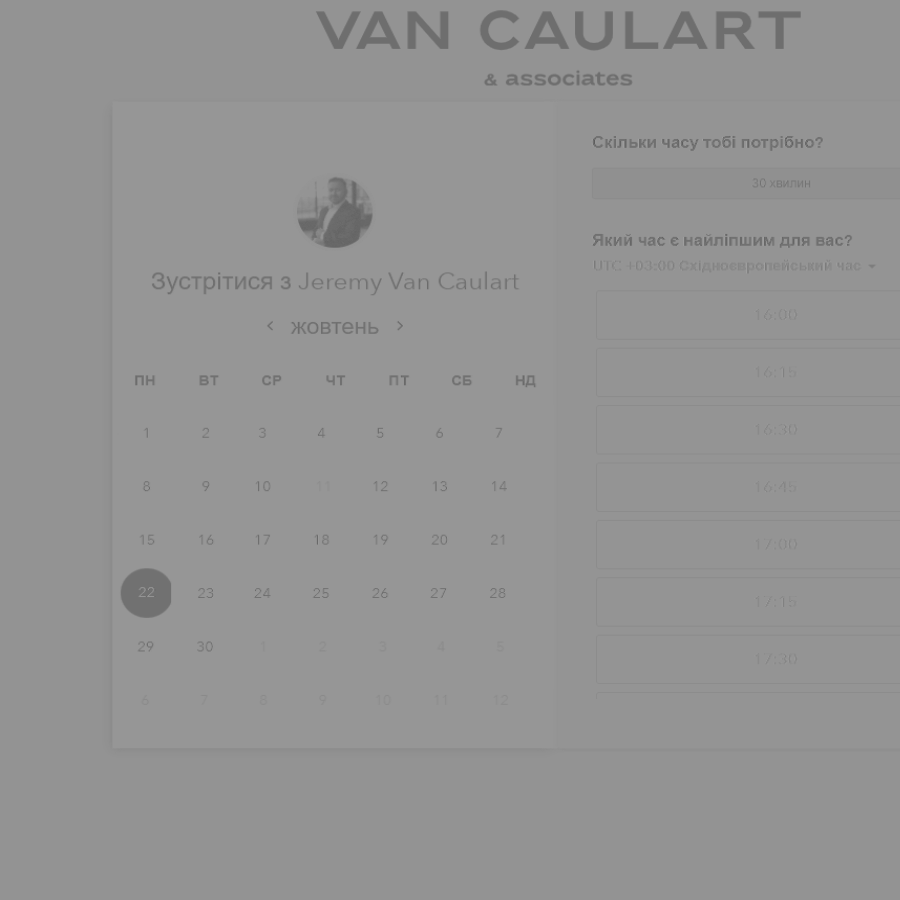 VAN CAULART
& associates
Зустрітися з Jeremy Van Caulart
жовтень
ПН ВТ СР ЧТ ПТ СБ НД
1 2 3 4 5 6 7
8 9 10 11 12 13 14
15 16 17 18 19 20 21
22 23 24 25 26 27 28
29 30 1 2 3 4 5
6 7 8 9 10 11 12
Скільки часу тобі потрібно?
30 хвилин
Який час є найліпшим для вас?
UTC +03:00 Східноєвропейський час
16:00
16:15
16:30
16:45
17:00
17:15
17:30